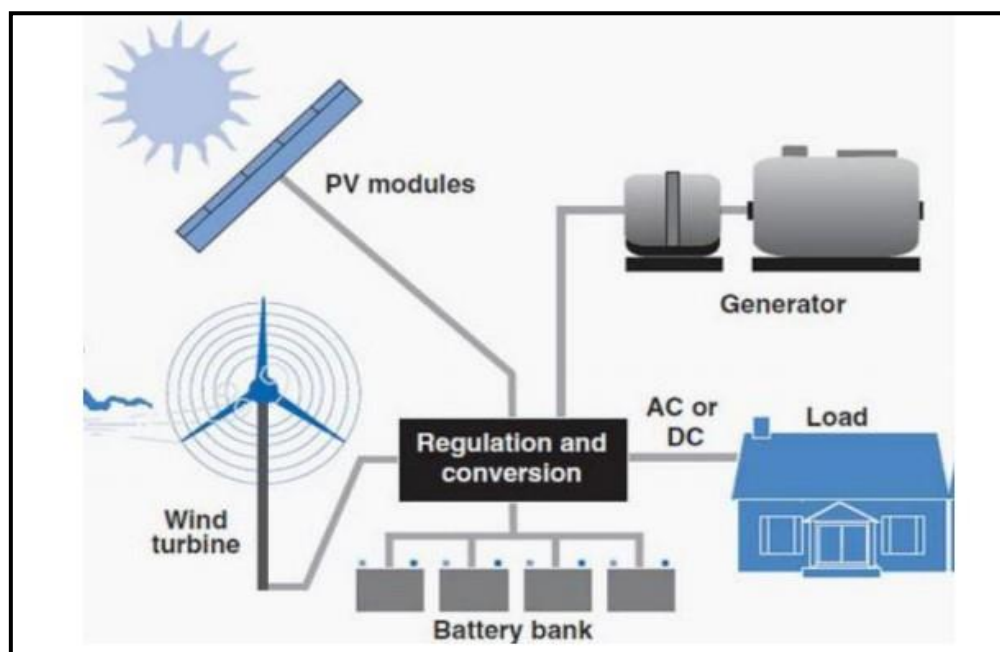 PV modules
Generator
AC or
DC
Load
Regulation and
conversion
Wind
turbine
Battery bank